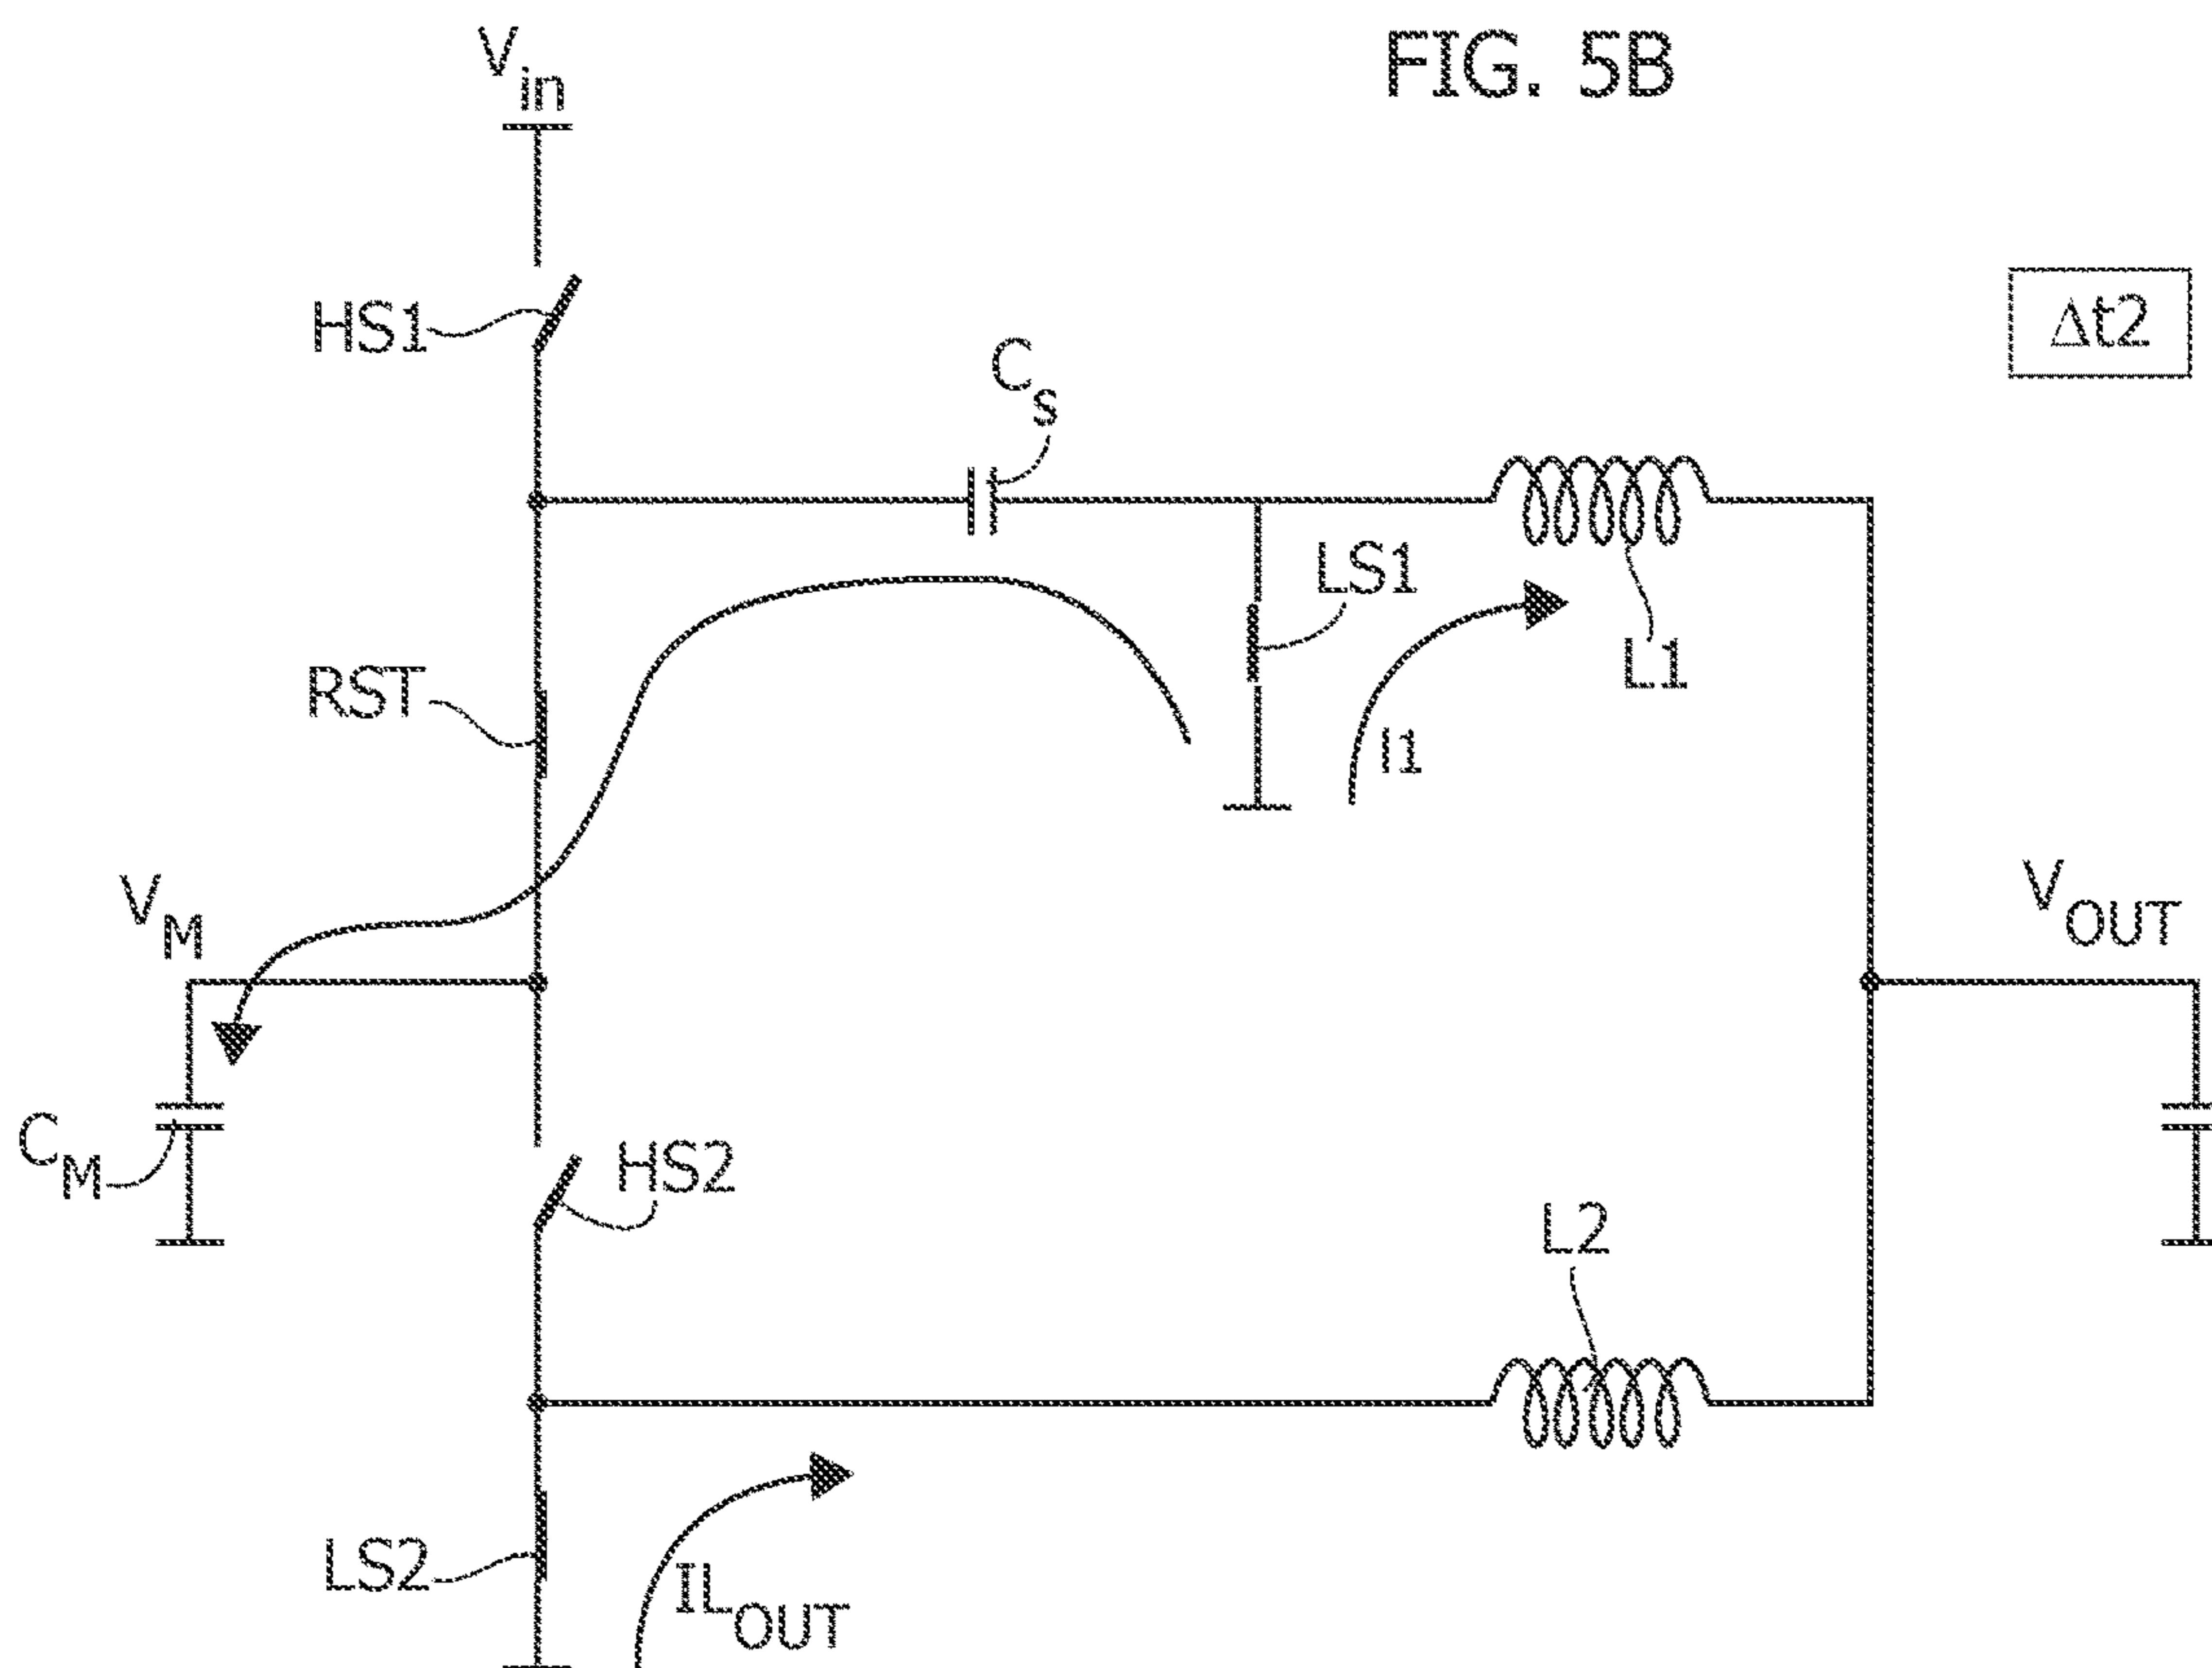 FIG. 5B
Vin
HS1
Δt2
Cs
LS1
L1
RST
I1
VM
VOUT
CM
HS2
L2
LS2
ILOUT